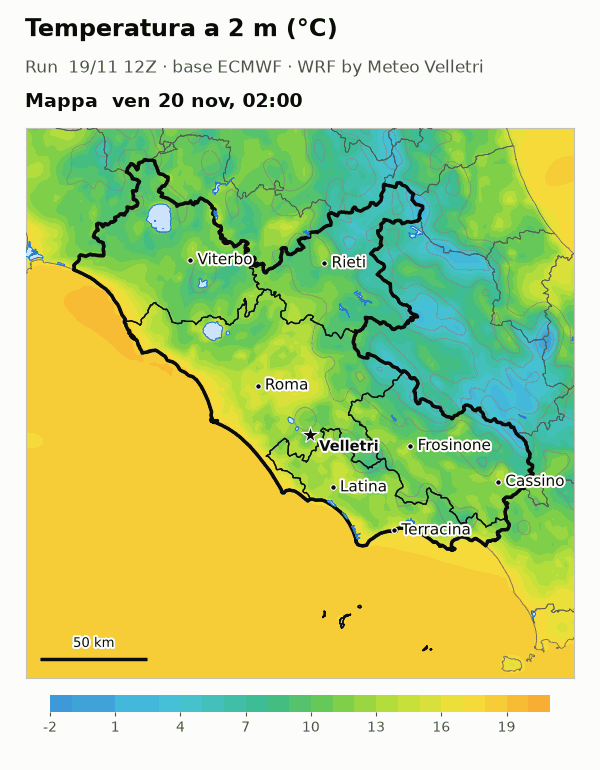 Temperatura a 2 m (°C)
Run  19/11 12Z · base ECMWF · WRF by Meteo Velletri
Mappa  ven 20 nov, 02:00
Viterbo
Rieti
Roma
Velletri
Frosinone
Cassino
Latina
Terracina
50 km
-2 1 4 7 10 13 16 19